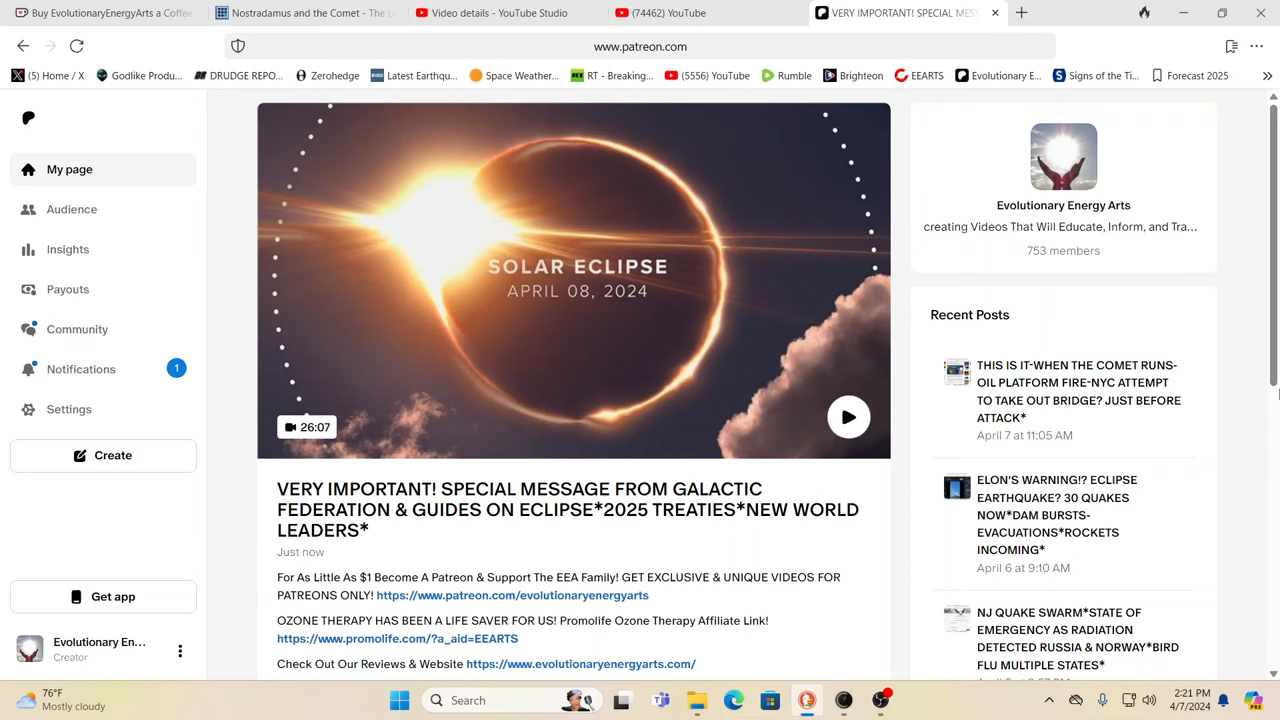 Buy EvolutionaryEnergyArts a Coffee
Nostradamus and the Comet - The L
Video details - YouTube Studio
(74462) YouTube
VERY IMPORTANT! SPECIAL MESS
www.patreon.com
(5) Home / X
Godlike Produ...
DRUDGE REPO...
Zerohedge
Latest Earthqu...
Space Weather...
RT - Breaking...
(5556) YouTube
Rumble
Brighteon
EEARTS
Evolutionary E...
Signs of the Ti...
Forecast 2025
My page
Audience
Insights
Payouts
Community
Notifications
1
Settings
Create
Get app
Evolutionary En...
Creator
SOLAR ECLIPSE
APRIL 08, 2024
26:07
VERY IMPORTANT! SPECIAL MESSAGE FROM GALACTIC
FEDERATION & GUIDES ON ECLIPSE*2025 TREATIES*NEW WORLD
LEADERS*
Just now
For As Little As $1 Become A Patreon & Support The EEA Family! GET EXCLUSIVE & UNIQUE VIDEOS FOR
PATREONS ONLY! https://www.patreon.com/evolutionaryenergyarts
OZONE THERAPY HAS BEEN A LIFE SAVER FOR US! Promolife Ozone Therapy Affiliate Link!
https://www.promolife.com/?a_aid=EEARTS
Check Out Our Reviews & Website https://www.evolutionaryenergyarts.com/
Evolutionary Energy Arts
creating Videos That Will Educate, Inform, and Tra...
753 members
Recent Posts
THIS IS IT-WHEN THE COMET RUNS-
OIL PLATFORM FIRE-NYC ATTEMPT
TO TAKE OUT BRIDGE? JUST BEFORE
ATTACK*
April 7 at 11:05 AM
ELON'S WARNING!? ECLIPSE
EARTHQUAKE? 30 QUAKES
NOW*DAM BURSTS-
EVACUATIONS*ROCKETS
INCOMING*
April 6 at 9:10 AM
NJ QUAKE SWARM*STATE OF
EMERGENCY AS RADIATION
DETECTED RUSSIA & NORWAY*BIRD
FLU MULTIPLE STATES*
76°F
Mostly cloudy
Search
2:21 PM
4/7/2024